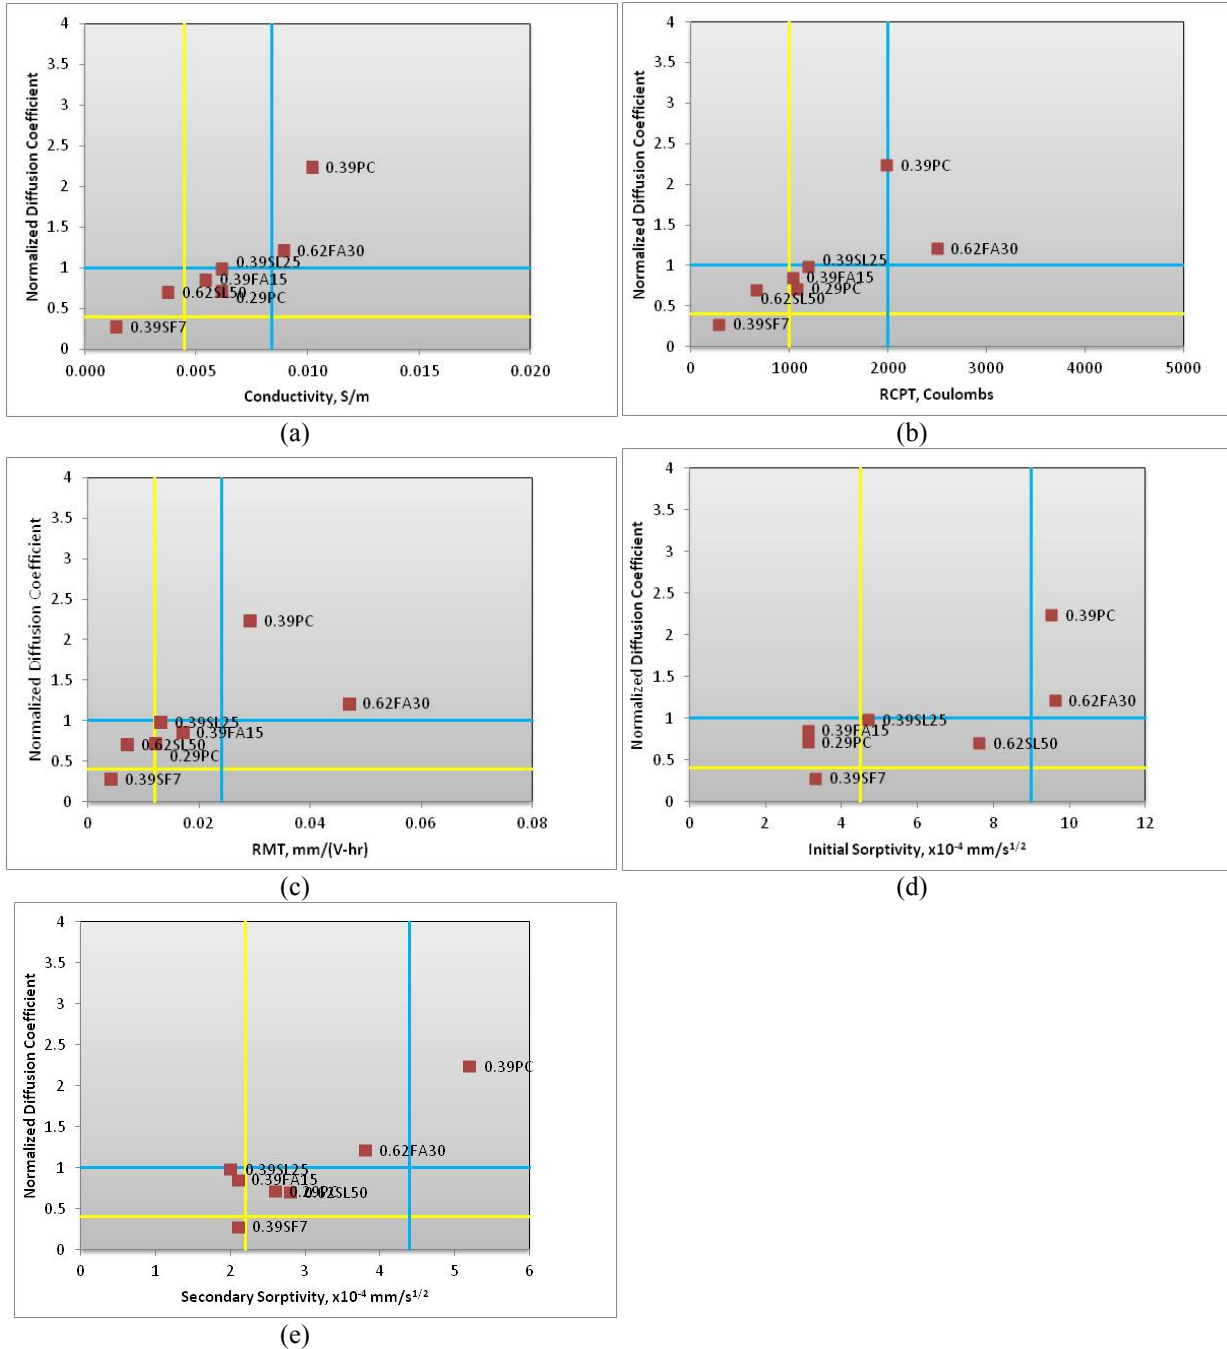 Normalized Diffusion Coefficient
4
3.5
3
2.5
2
1.5
1
0.5
0
0.39PC
0.62FA30
0.39SL25
0.39FA15
0.62SL50
0.29PC
0.39SF7
0.000 0.005 0.010 0.015 0.020
Conductivity, S/m
(a)
Normalized Diffusion Coefficient
4
3.5
3
2.5
2
1.5
1
0.5
0
0.39PC
0.62FA30
0.39SL25
0.39FA15
0.29PC
0.62SL50
0.39SF7
0 1000 2000 3000 4000 5000
RCPT, Coulombs
(b)
Normalized Diffusion Coefficient
4
3.5
3
2.5
2
1.5
1
0.5
0
0.39PC
0.62FA30
0.39SL25
0.39FA15
0.62SL50
0.29PC
0.39SF7
0 0.02 0.04 0.06 0.08
RMT, mm/(V-hr)
(c)
Normalized Diffusion Coefficient
4
3.5
3
2.5
2
1.5
1
0.5
0
0.39PC
0.62FA30
0.39SL25
0.39FA15
0.29PC
0.62SL50
0.39SF7
0 2 4 6 8 10 12
Initial Sorptivity, x10⁻⁴ mm/s¹/²
(d)
Normalized Diffusion Coefficient
4
3.5
3
2.5
2
1.5
1
0.5
0
0.39PC
0.62FA30
0.39SL25
0.39FA15
0.29PC
0.62SL50
0.39SF7
0 1 2 3 4 5 6
Secondary Sorptivity, x10⁻⁴ mm/s¹/²
(e)